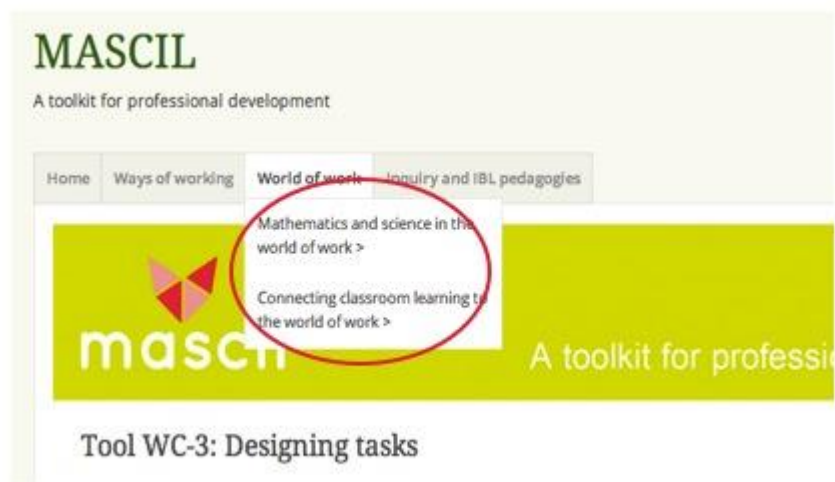 MASCIL
A toolkit for professional development
Home Ways of working World of work Inquiry and IBL pedagogies
Mathematics and science in the
world of work >
Connecting classroom learning to
the world of work >
mascil
A toolkit for professi
Tool WC-3: Designing tasks